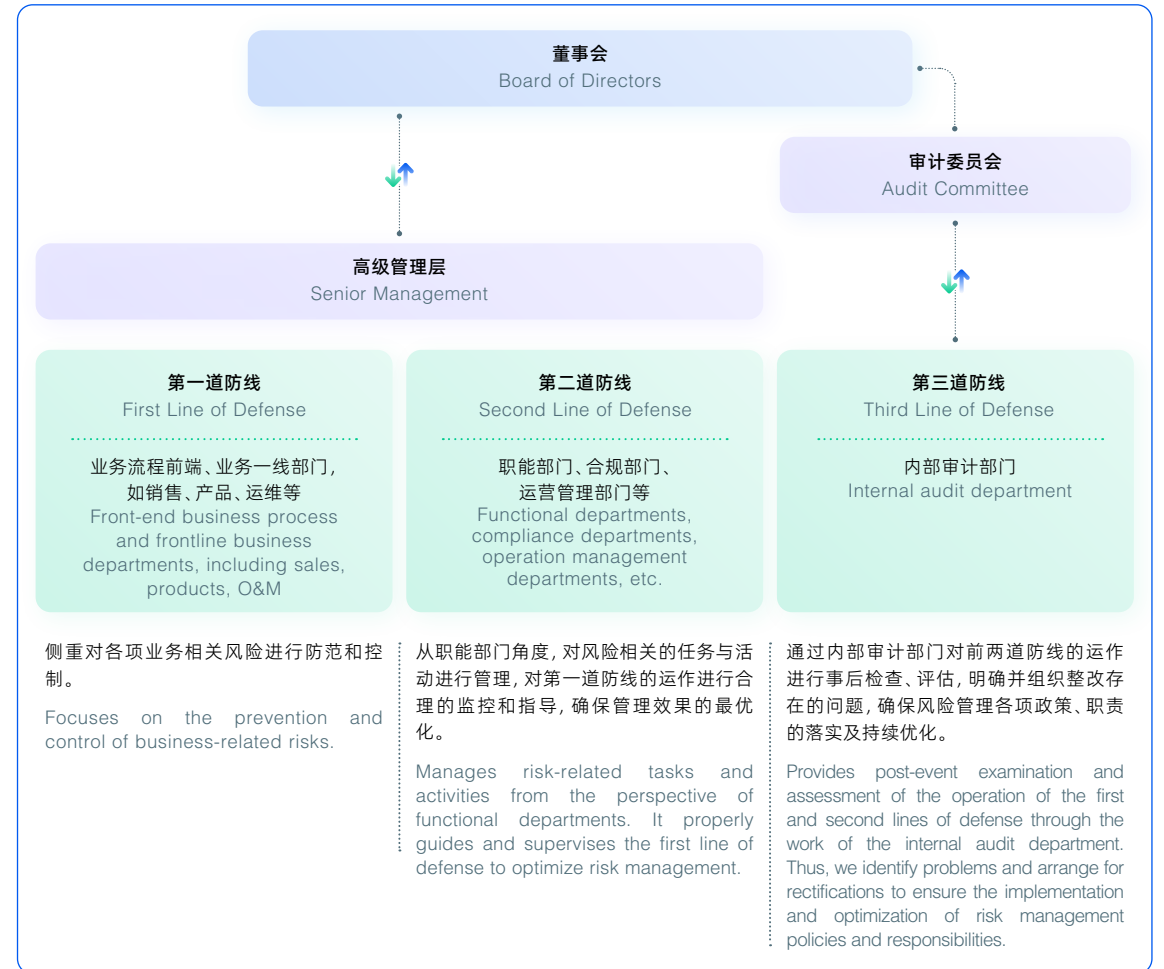 董事会
Board of Directors
审计委员会
Audit Committee
高级管理层
Senior Management
第一道防线
First Line of Defense
业务流程前端、业务一线部门，
如销售、产品、运维等
Front-end business process
and frontline business
departments, including sales,
products, O&M
第二道防线
Second Line of Defense
职能部门、合规部门、
运营管理部门等
Functional departments,
compliance departments,
operation management
departments, etc.
第三道防线
Third Line of Defense
内部审计部门
Internal audit department
侧重对各项业务相关风险进行防范和控
制。
Focuses on the prevention and
control of business-related risks.
从职能部门角度，对风险相关的任务与活
动进行管理，对第一道防线的运作进行合
理的监控和指导，确保管理效果的最优
化。
Manages risk-related tasks and
activities from the perspective of
functional departments. It properly
guides and supervises the first line of
defense to optimize risk management.
通过内部审计部门对前两道防线的运作
进行事后检查、评估，明确并组织整改存
在的问题，确保风险管理各项政策、职责
的落实及持续优化。
Provides post-event examination and
assessment of the operation of the first
and second lines of defense through the
work of the internal audit department.
Thus, we identify problems and arrange for
rectifications to ensure the implementation
and optimization of risk management
policies and responsibilities.